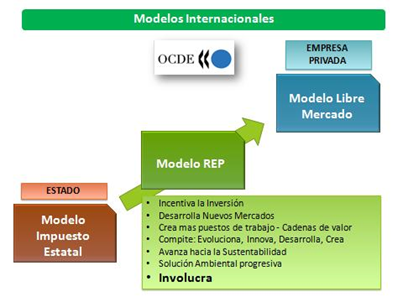 Modelos Internacionales
OCDE
EMPRESA
PRIVADA
Modelo Libre
Mercado
Modelo REP
ESTADO
Modelo
Impuesto
Estatal
• Incentiva la Inversión
• Desarrolla Nuevos Mercados
• Crea mas puestos de trabajo - Cadenas de valor
• Compite: Evoluciona, Innova, Desarrolla, Crea
• Avanza hacia la Sustentabilidad
• Solución Ambiental progresiva
• Involucra